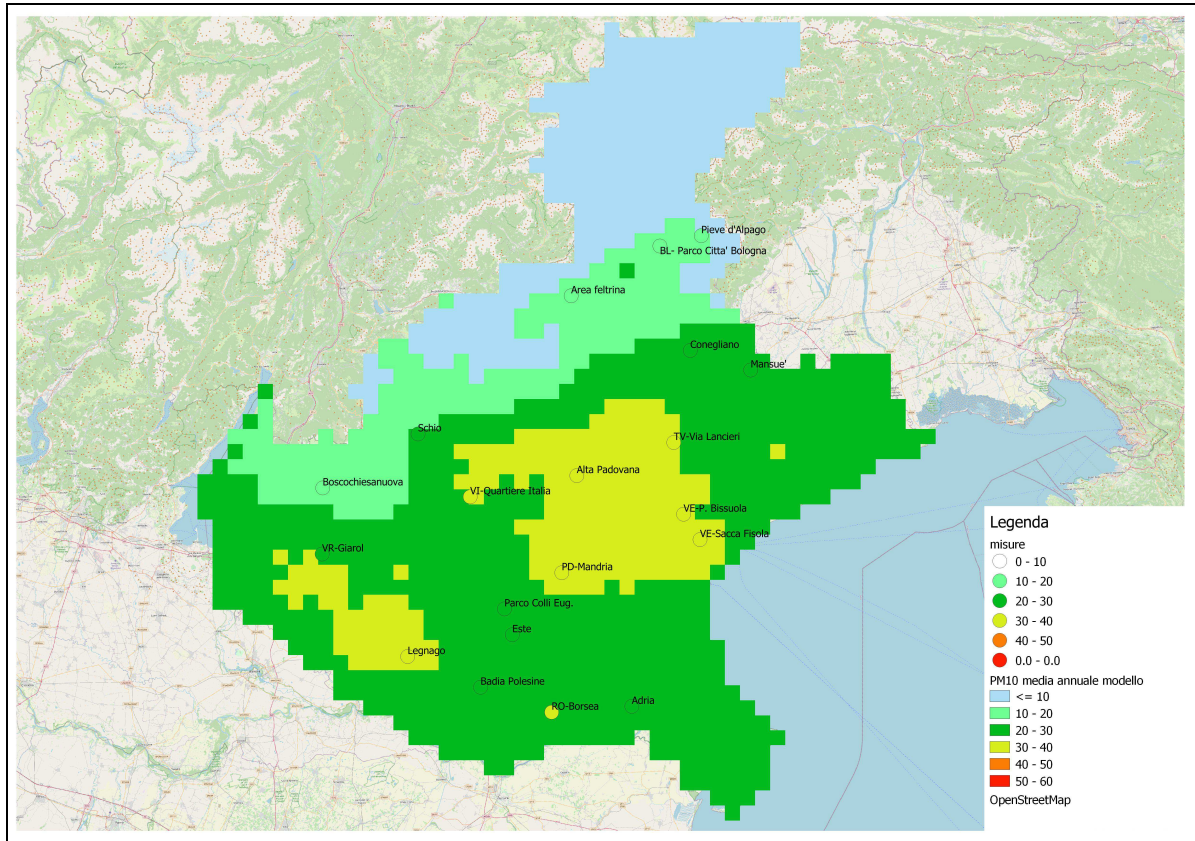 Pieve d'Alpago
BL- Parco Citta' Bologna
Area feltrina
Conegliano
Mansue'
Schio
TV-Via Lancieri
Alta Padovana
Boscochiesanuova
VI-Quartiere Italia
VE-P. Bissuola
VE-Sacca Fisola
VR-Giarol
PD-Mandria
Parco Colli Eug.
Este
Legnago
Badia Polesine
Adria
RO-Borsea
Legenda
misure
0 - 10
10 - 20
20 - 30
30 - 40
40 - 50
0.0 - 0.0
PM10 media annuale modello
<= 10
10 - 20
20 - 30
30 - 40
40 - 50
50 - 60
OpenStreetMap